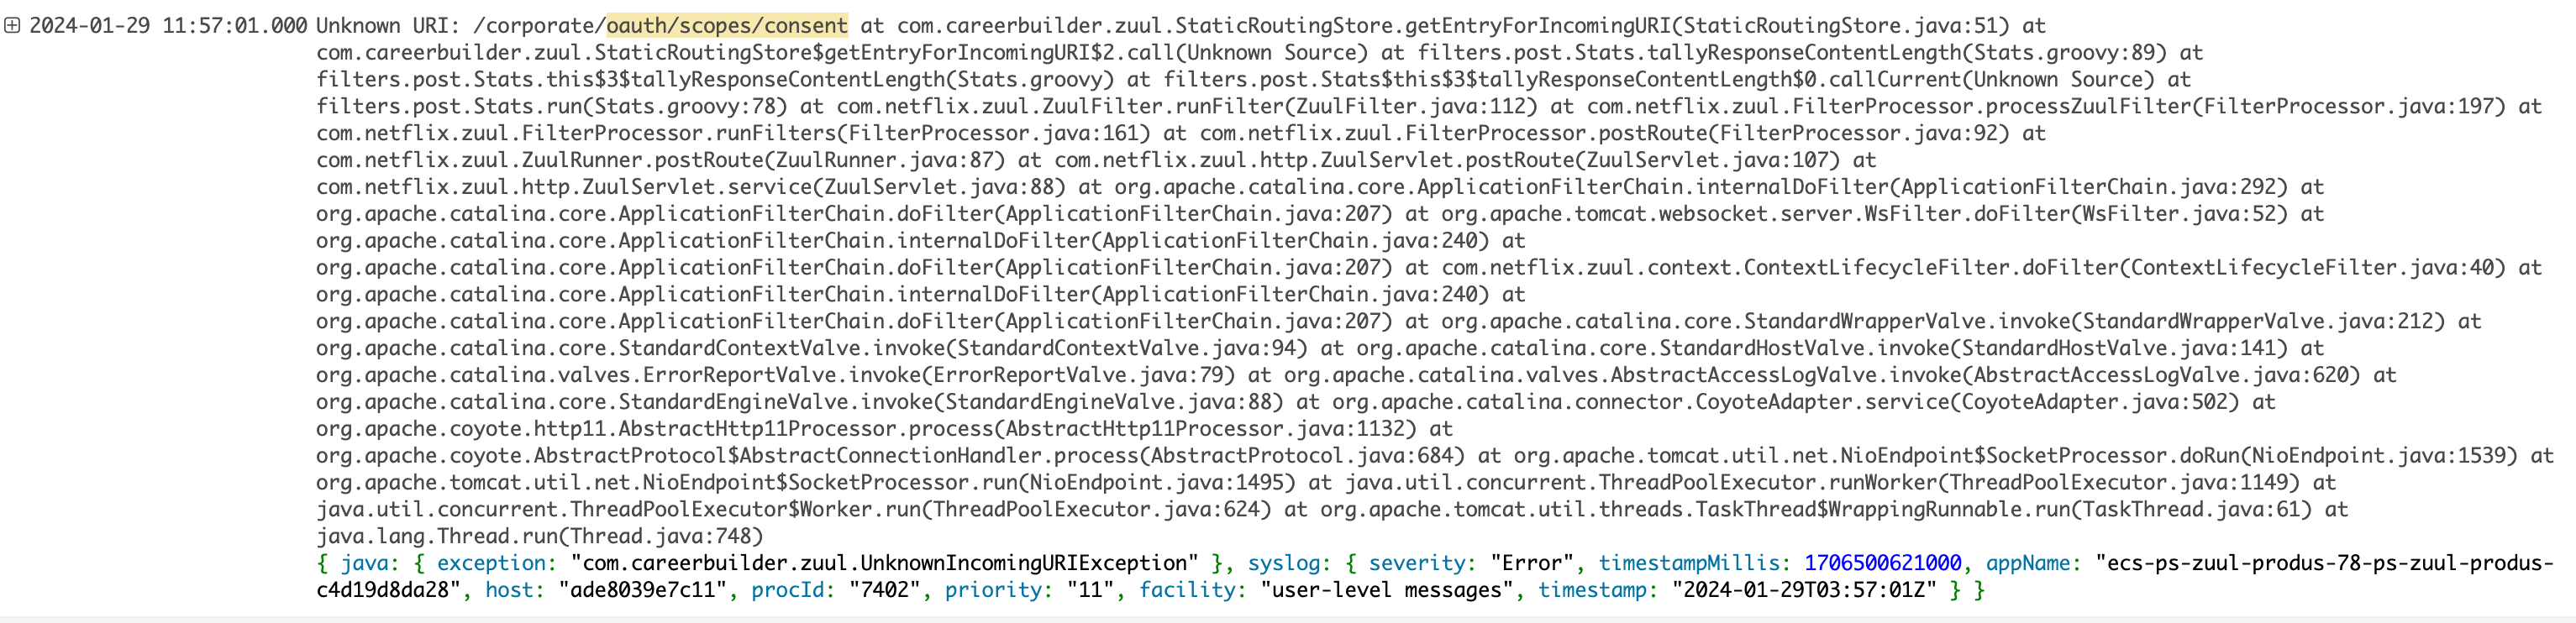 2024-01-29 11:57:01.000 Unknown URI: /corporate/oauth/scopes/consent at com.careerbuilder.zuul.StaticRoutingStore.getEntryForIncomingURI(StaticRoutingStore.java:51) at
com.careerbuilder.zuul.StaticRoutingStore$getEntryForIncomingURI$2.call(Unknown Source) at filters.post.Stats.tallyResponseContentLength(Stats.groovy:89) at
filters.post.Stats.this$3$tallyResponseContentLength(Stats.groovy) at filters.post.Stats$this$3$tallyResponseContentLength$0.callCurrent(Unknown Source) at
filters.post.Stats.run(Stats.groovy:78) at com.netflix.zuul.ZuulFilter.runFilter(ZuulFilter.java:112) at com.netflix.zuul.FilterProcessor.processZuulFilter(FilterProcessor.java:197) at
com.netflix.zuul.FilterProcessor.runFilters(FilterProcessor.java:161) at com.netflix.zuul.FilterProcessor.postRoute(FilterProcessor.java:92) at
com.netflix.zuul.ZuulRunner.postRoute(ZuulRunner.java:87) at com.netflix.zuul.http.ZuulServlet.postRoute(ZuulServlet.java:107) at
com.netflix.zuul.http.ZuulServlet.service(ZuulServlet.java:88) at org.apache.catalina.core.ApplicationFilterChain.internalDoFilter(ApplicationFilterChain.java:292) at
org.apache.catalina.core.ApplicationFilterChain.doFilter(ApplicationFilterChain.java:207) at org.apache.tomcat.websocket.server.WsFilter.doFilter(WsFilter.java:52) at
org.apache.catalina.core.ApplicationFilterChain.internalDoFilter(ApplicationFilterChain.java:240) at
org.apache.catalina.core.ApplicationFilterChain.doFilter(ApplicationFilterChain.java:207) at com.netflix.zuul.context.ContextLifecycleFilter.doFilter(ContextLifecycleFilter.java:40) at
org.apache.catalina.core.ApplicationFilterChain.internalDoFilter(ApplicationFilterChain.java:240) at
org.apache.catalina.core.ApplicationFilterChain.doFilter(ApplicationFilterChain.java:207) at org.apache.catalina.core.StandardWrapperValve.invoke(StandardWrapperValve.java:212) at
org.apache.catalina.core.StandardContextValve.invoke(StandardContextValve.java:94) at org.apache.catalina.core.StandardHostValve.invoke(StandardHostValve.java:141) at
org.apache.catalina.valves.ErrorReportValve.invoke(ErrorReportValve.java:79) at org.apache.catalina.valves.AbstractAccessLogValve.invoke(AbstractAccessLogValve.java:620) at
org.apache.catalina.core.StandardEngineValve.invoke(StandardEngineValve.java:88) at org.apache.catalina.connector.CoyoteAdapter.service(CoyoteAdapter.java:502) at
org.apache.coyote.http11.AbstractHttp11Processor.process(AbstractHttp11Processor.java:1132) at
org.apache.coyote.AbstractProtocol$AbstractConnectionHandler.process(AbstractProtocol.java:684) at org.apache.tomcat.util.net.NioEndpoint$SocketProcessor.doRun(NioEndpoint.java:1539) at
org.apache.tomcat.util.net.NioEndpoint$SocketProcessor.run(NioEndpoint.java:1495) at java.util.concurrent.ThreadPoolExecutor.runWorker(ThreadPoolExecutor.java:1149) at
java.util.concurrent.ThreadPoolExecutor$Worker.run(ThreadPoolExecutor.java:624) at org.apache.tomcat.util.threads.TaskThread$WrappingRunnable.run(TaskThread.java:61) at
java.lang.Thread.run(Thread.java:748)
{ java: { exception: "com.careerbuilder.zuul.UnknownIncomingURIException" }, syslog: { severity: "Error", timestampMillis: 1706500621000, appName: "ecs-ps-zuul-produs-78-ps-zuul-produs-
c4d19d8da28", host: "ade8039e7c11", procId: "7402", priority: "11", facility: "user-level messages", timestamp: "2024-01-29T03:57:01Z" } }